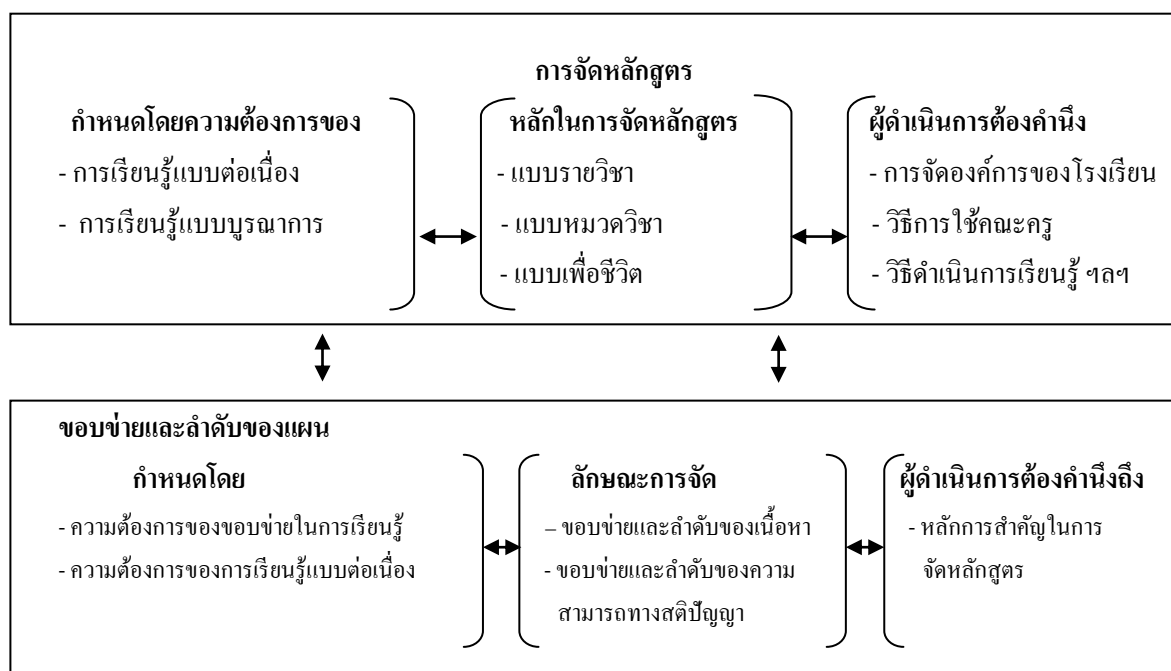 การจัดหลักสูตร
กำหนดโดยความต้องการของ
- การเรียนรู้แบบต่อเนื่อง
- การเรียนรู้แบบบูรณาการ
หลักในการจัดหลักสูตร
- แบบรายวิชา
- แบบหมวดวิชา
- แบบเพื่อชีวิต
ผู้ดำเนินการต้องคำนึง
- การจัดองค์การของโรงเรียน
- วิธีการใช้คณะครู
- วิธีดำเนินการเรียนรู้ ฯลฯ
ขอบข่ายและลำดับของแผน
กำหนดโดย
- ความต้องการของขอบข่ายในการเรียนรู้
- ความต้องการของการเรียนรู้แบบต่อเนื่อง
ลักษณะการจัด
– ขอบข่ายและลำดับของเนื้อหา
- ขอบข่ายและลำดับของความ
สามารถทางสติปัญญา
ผู้ดำเนินการต้องคำนึงถึง
- หลักการสำคัญในการ
จัดหลักสูตร